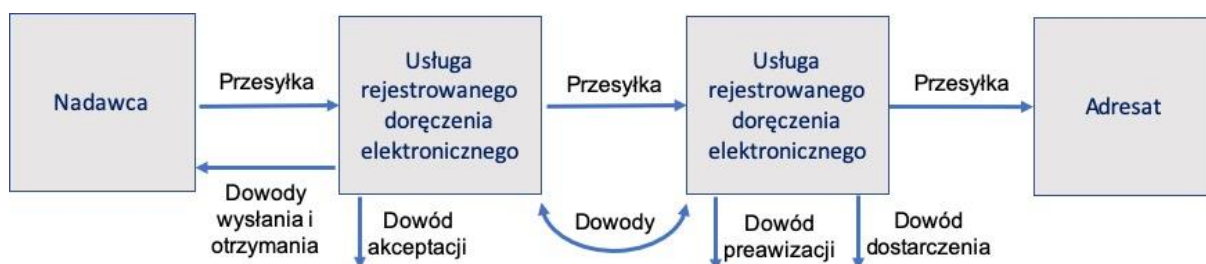 Nadawca
Przesyłka
Dowody
wysłania i
otrzymania
Usługa
rejestrowanego
doręczenia
elektronicznego
Dowód
akceptacji
Przesyłka
Dowody
Usługa
rejestrowanego
doręczenia
elektronicznego
Dowód
preawizacji
Dowód
dostarczenia
Przesyłka
Adresat